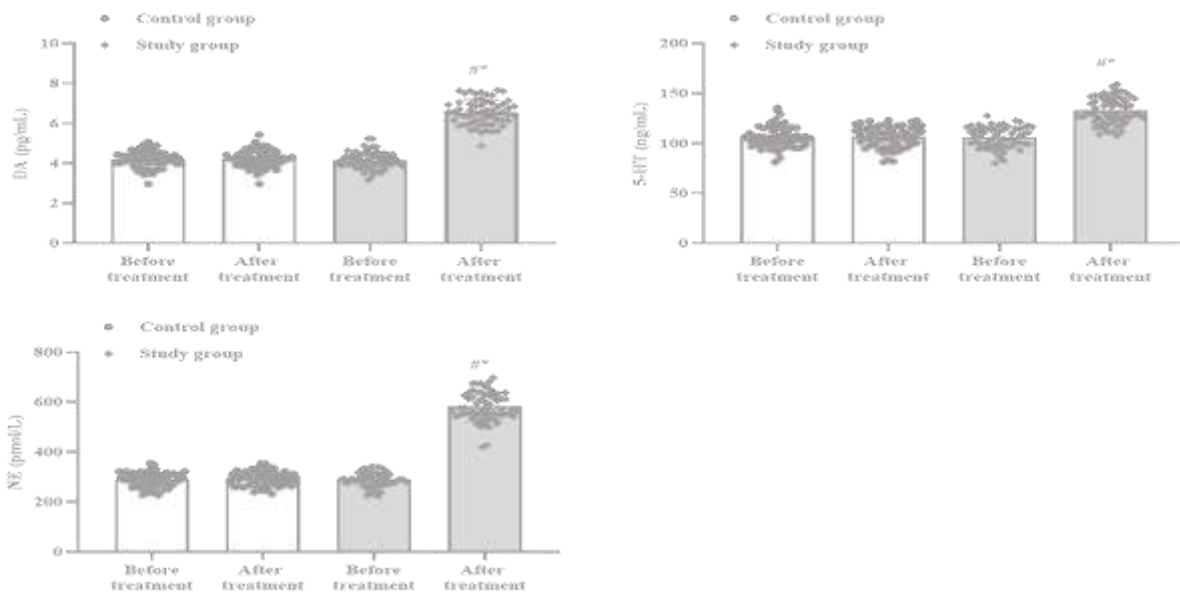 Control group
Study group
#*
DA (pg/mL)
10
8
6
4
2
0
Before treatment
After treatment
Before treatment
After treatment
Control group
Study group
#*
5-HT (ng/mL)
200
150
100
50
0
Before treatment
After treatment
Before treatment
After treatment
Control group
Study group
#*
NE (pmol/L)
800
600
400
200
0
Before treatment
After treatment
Before treatment
After treatment